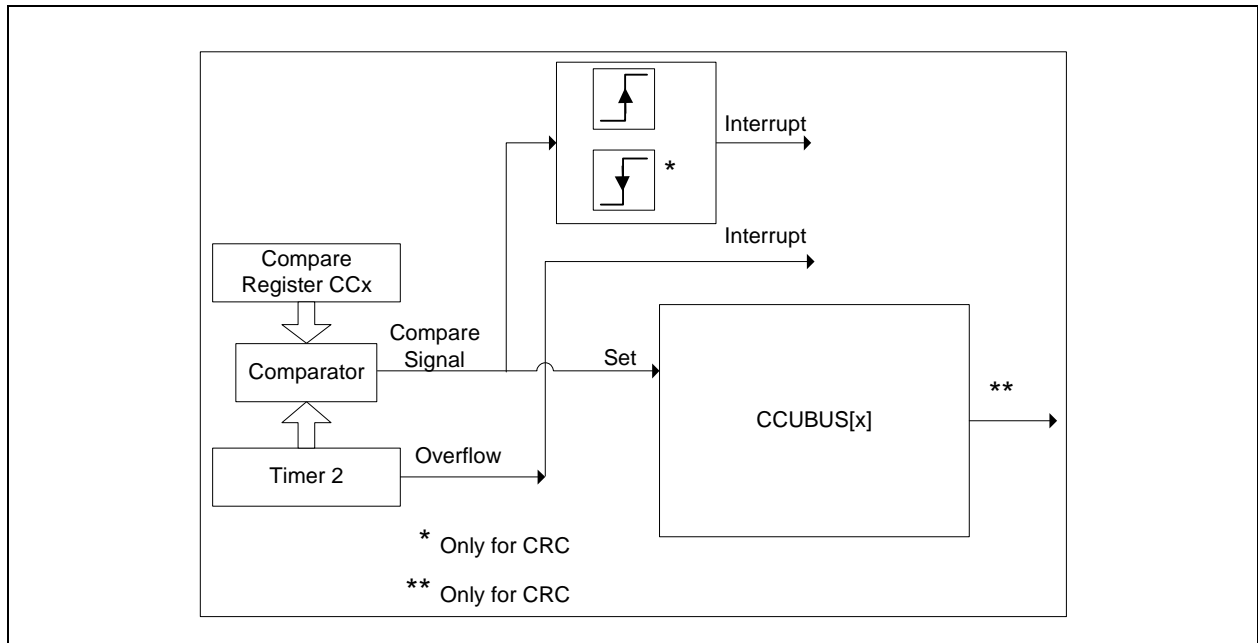 *
Interrupt
Interrupt
Compare
Register CCx
Compare
Signal
Comparator
Set
**
CCUBUS[x]
Overflow
Timer 2
* Only for CRC
** Only for CRC